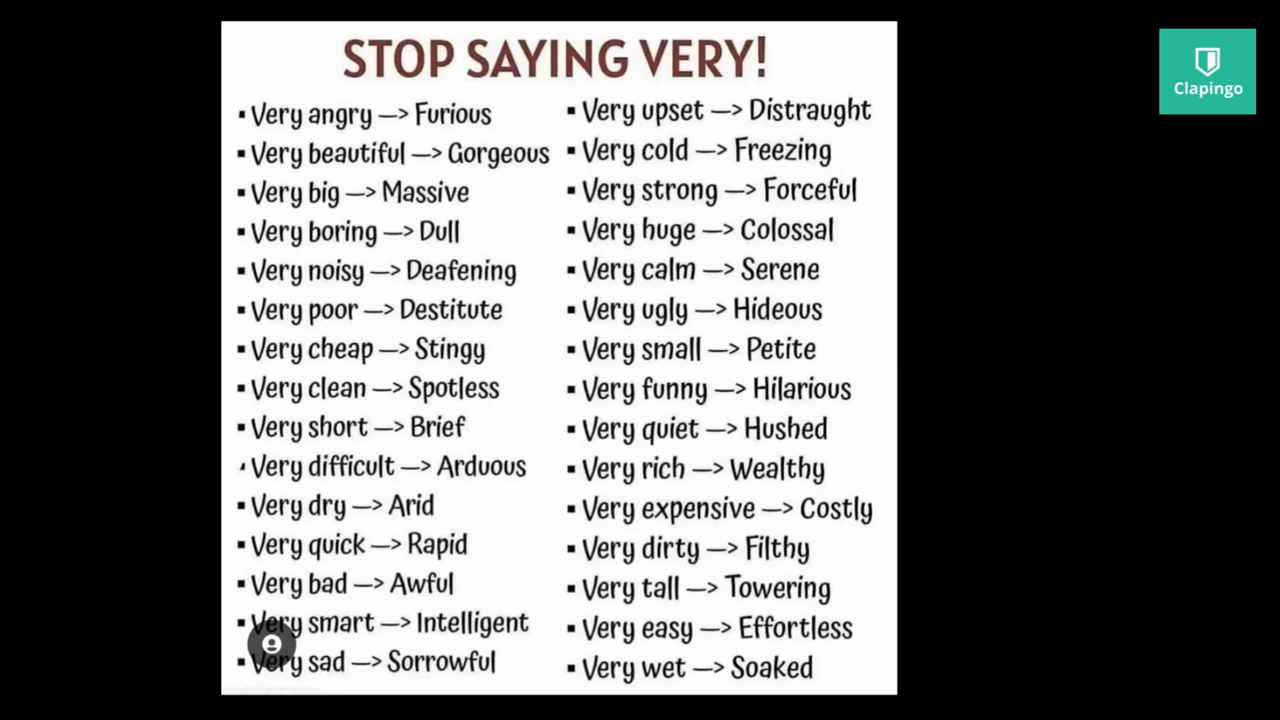 STOP SAYING VERY!
▪ Very angry —> Furious
▪ Very beautiful —> Gorgeous
▪ Very big —> Massive
▪ Very boring —> Dull
▪ Very noisy —> Deafening
▪ Very poor —> Destitute
▪ Very cheap —> Stingy
▪ Very clean —> Spotless
▪ Very short —> Brief
▪ Very difficult —> Arduous
▪ Very dry —> Arid
▪ Very quick —> Rapid
▪ Very bad —> Awful
▪ Very smart —> Intelligent
▪ Very sad —> Sorrowful
▪ Very upset —> Distraught
▪ Very cold —> Freezing
▪ Very strong —> Forceful
▪ Very huge —> Colossal
▪ Very calm —> Serene
▪ Very ugly —> Hideous
▪ Very small —> Petite
▪ Very funny —> Hilarious
▪ Very quiet —> Hushed
▪ Very rich —> Wealthy
▪ Very expensive —> Costly
▪ Very dirty —> Filthy
▪ Very tall —> Towering
▪ Very easy —> Effortless
▪ Very wet —> Soaked
Clapingo